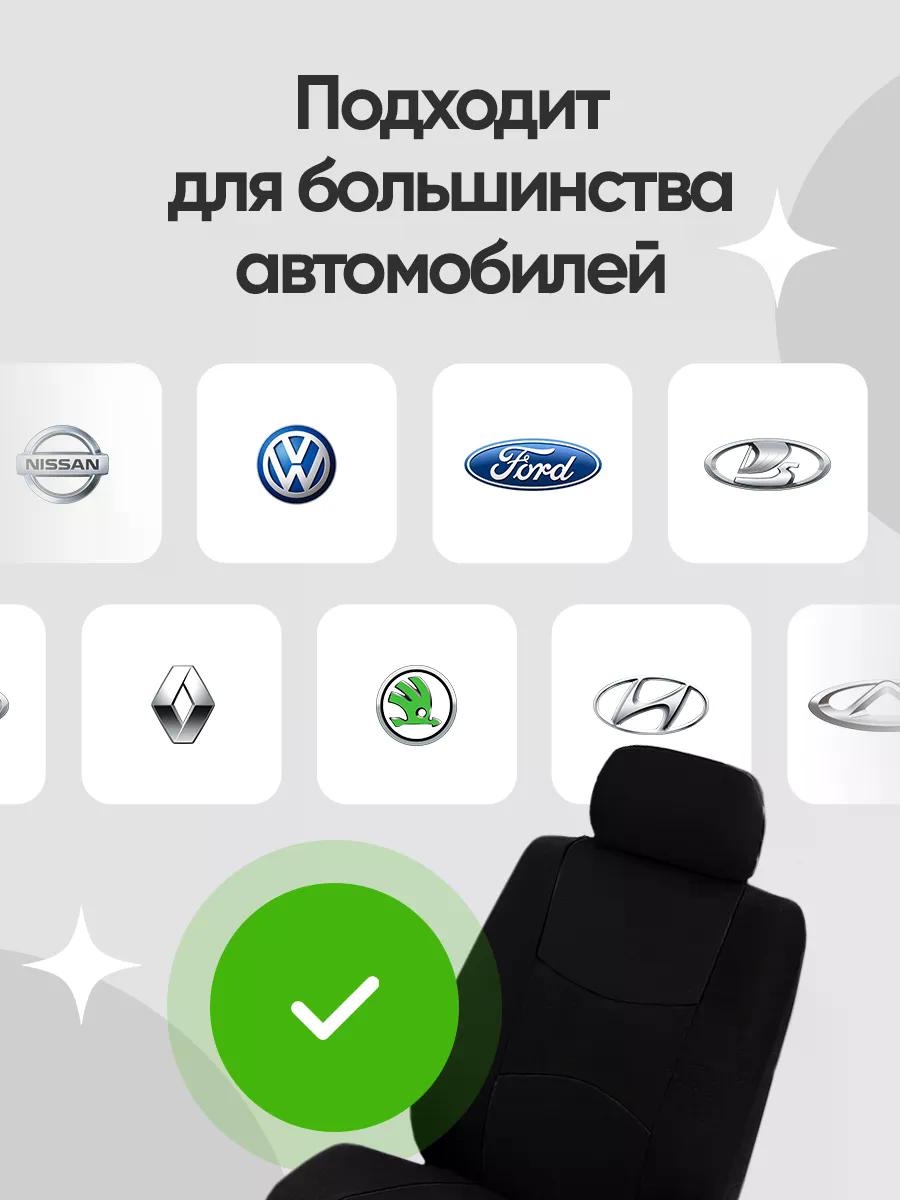 Подходит
для большинства
автомобилей
NISSAN
Ford